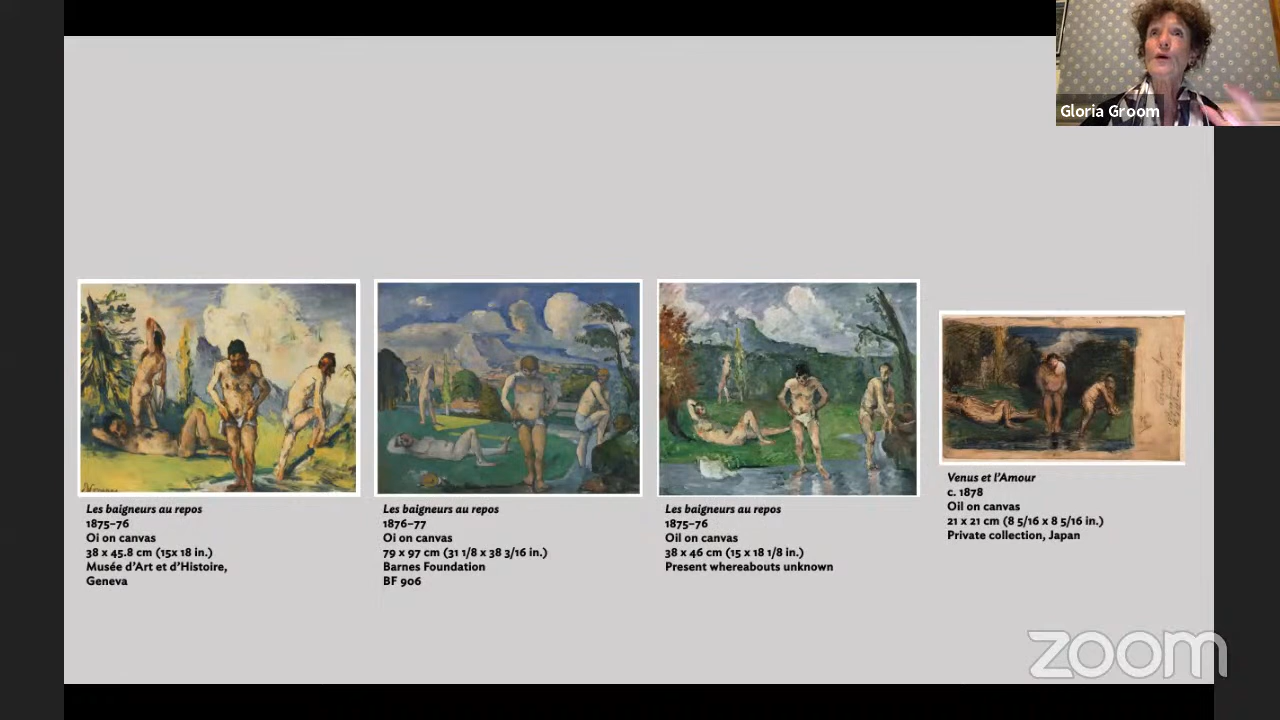 Gloria Groom
Les baigneurs au repos
1875–76
Oi on canvas
38 x 45.8 cm (15x 18 in.)
Musée d'Art et d'Histoire,
Geneva
Les baigneurs au repos
1876–77
Oi on canvas
79 x 97 cm (31 1/8 x 38 3/16 in.)
Barnes Foundation
BF 906
Les baigneurs au repos
1875–76
Oil on canvas
38 x 46 cm (15 x 18 1/8 in.)
Present whereabouts unknown
Venus et l'Amour
c. 1878
Oil on canvas
21 x 21 cm (8 5/16 x 8 5/16 in.)
Private collection, Japan
zoom